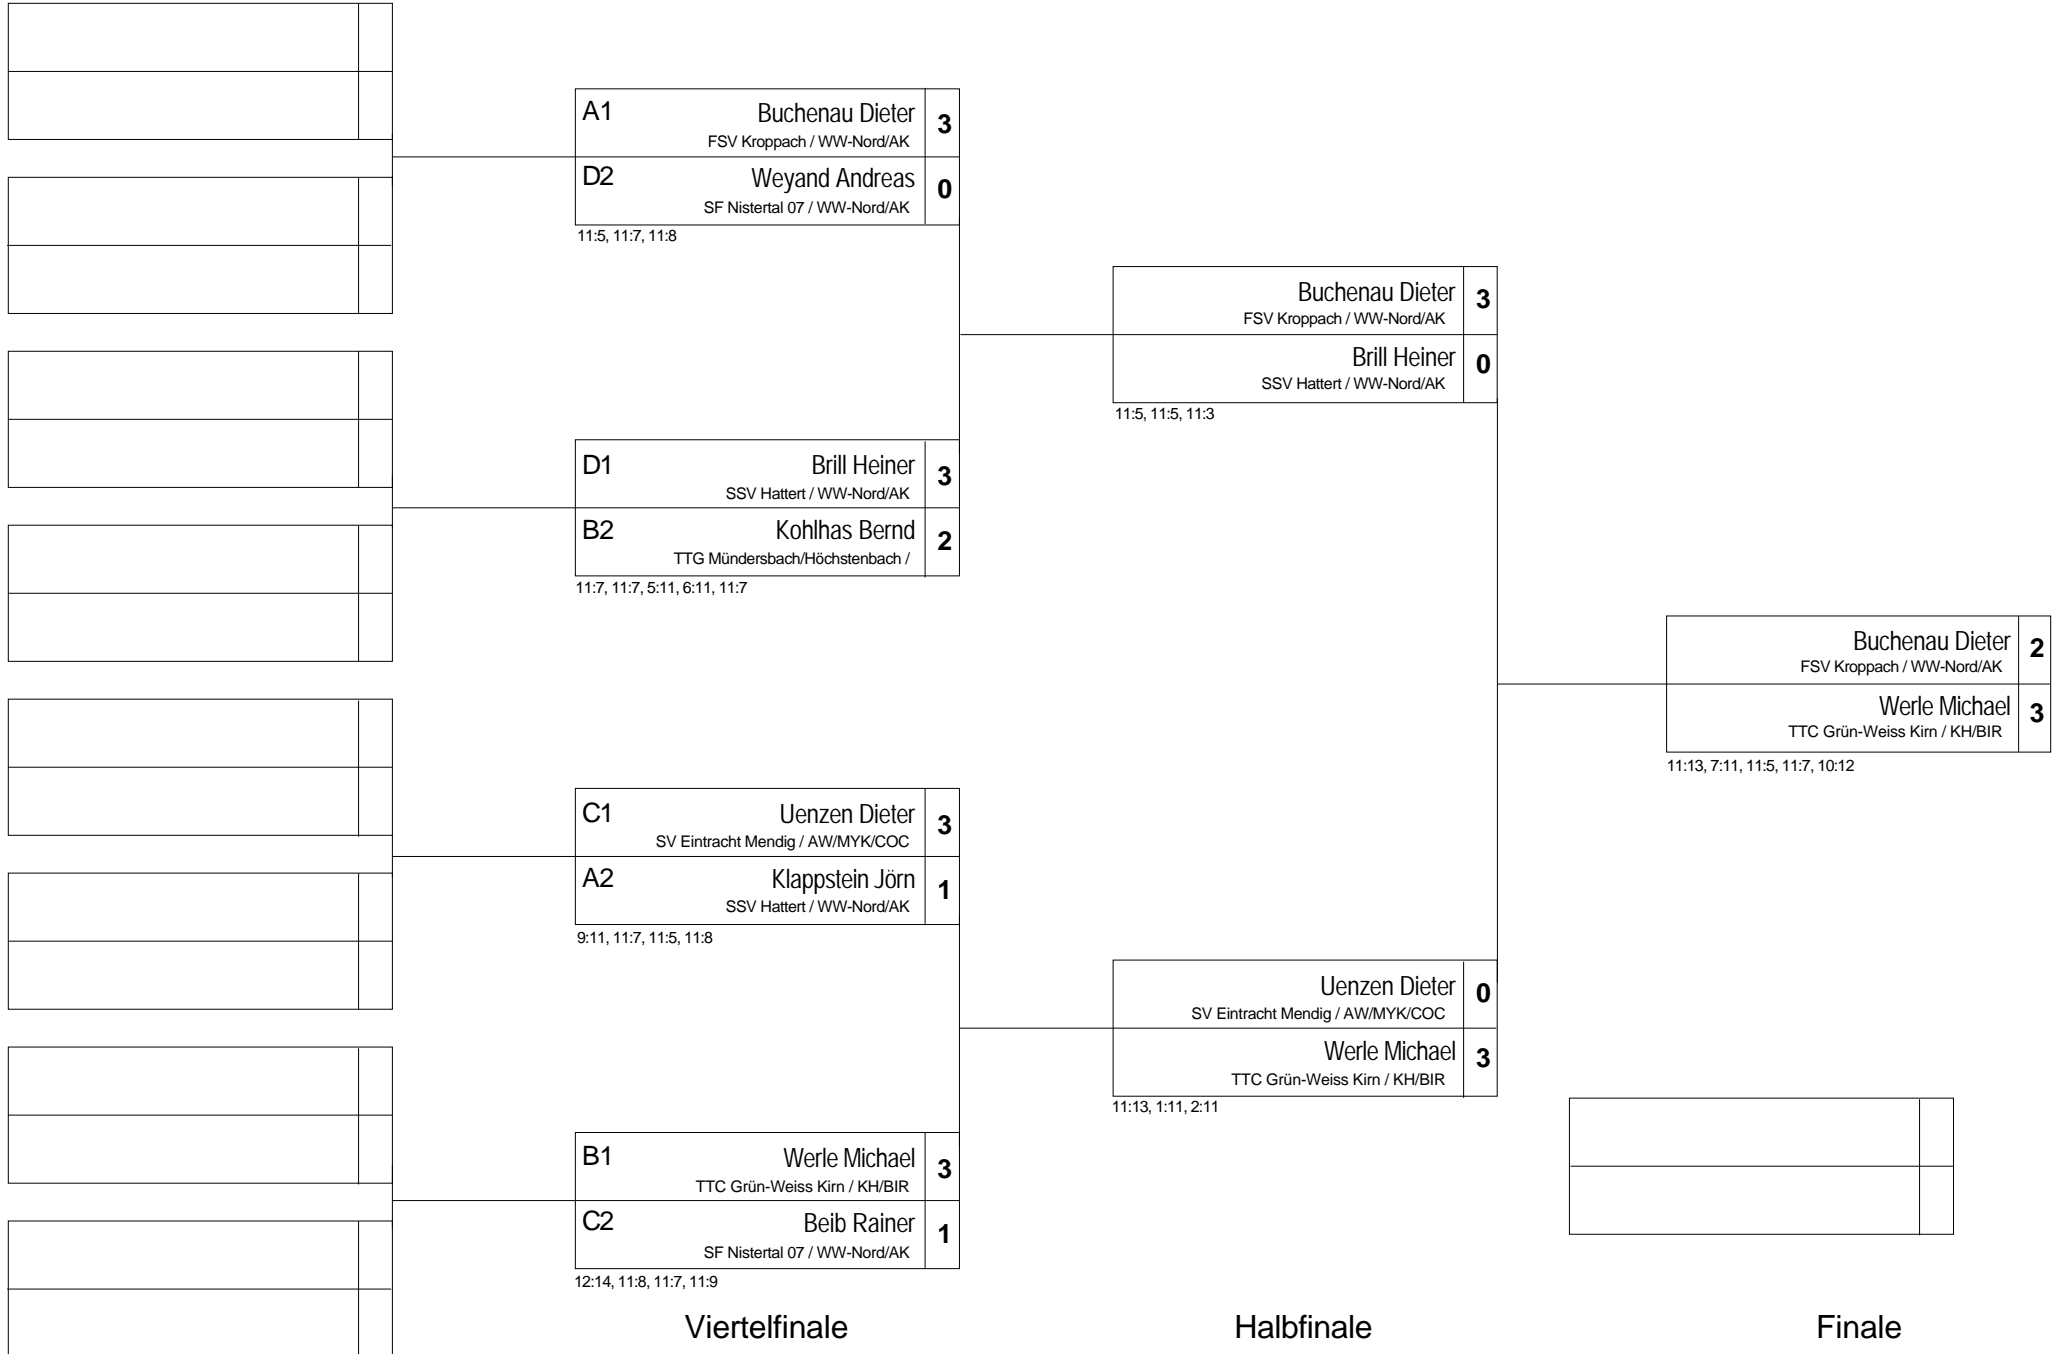 A1 Buchenau Dieter 3
FSV Kroppach / WW-Nord/AK
D2 Weyand Andreas 0
SF Nistertal 07 / WW-Nord/AK
11:5, 11:7, 11:8
D1 Brill Heiner 3
SSV Hattert / WW-Nord/AK
B2 Kohlhas Bernd 2
TTG Mündersbach/Höchstenbach /
11:7, 11:7, 5:11, 6:11, 11:7
C1 Uenzen Dieter 3
SV Eintracht Mendig / AW/MYK/COC
A2 Klappstein Jörn 1
SSV Hattert / WW-Nord/AK
9:11, 11:7, 11:5, 11:8
B1 Werle Michael 3
TTC Grün-Weiss Kirn / KH/BIR
C2 Beib Rainer 1
SF Nistertal 07 / WW-Nord/AK
12:14, 11:8, 11:7, 11:9
Viertelfinale
Buchenau Dieter 3
FSV Kroppach / WW-Nord/AK
Brill Heiner 0
SSV Hattert / WW-Nord/AK
11:5, 11:5, 11:3
Uenzen Dieter 0
SV Eintracht Mendig / AW/MYK/COC
Werle Michael 3
TTC Grün-Weiss Kirn / KH/BIR
11:13, 1:11, 2:11
Halbfinale
Buchenau Dieter 2
FSV Kroppach / WW-Nord/AK
Werle Michael 3
TTC Grün-Weiss Kirn / KH/BIR
11:13, 7:11, 11:5, 11:7, 10:12
Finale